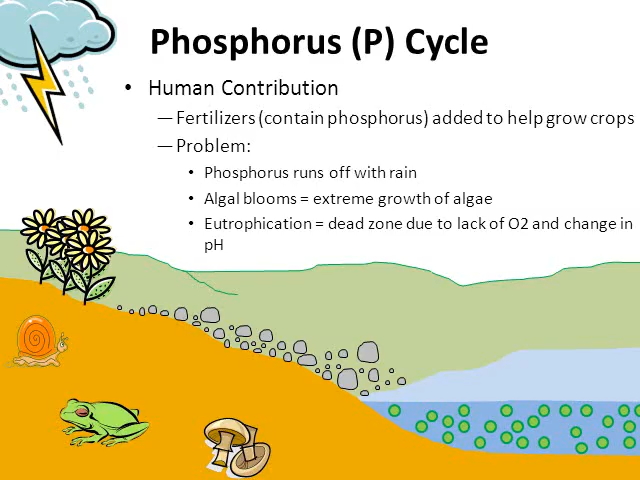 Phosphorus (P) Cycle
• Human Contribution
—Fertilizers (contain phosphorus) added to help grow crops
—Problem:
• Phosphorus runs off with rain
• Algal blooms = extreme growth of algae
• Eutrophication = dead zone due to lack of O2 and change in
pH